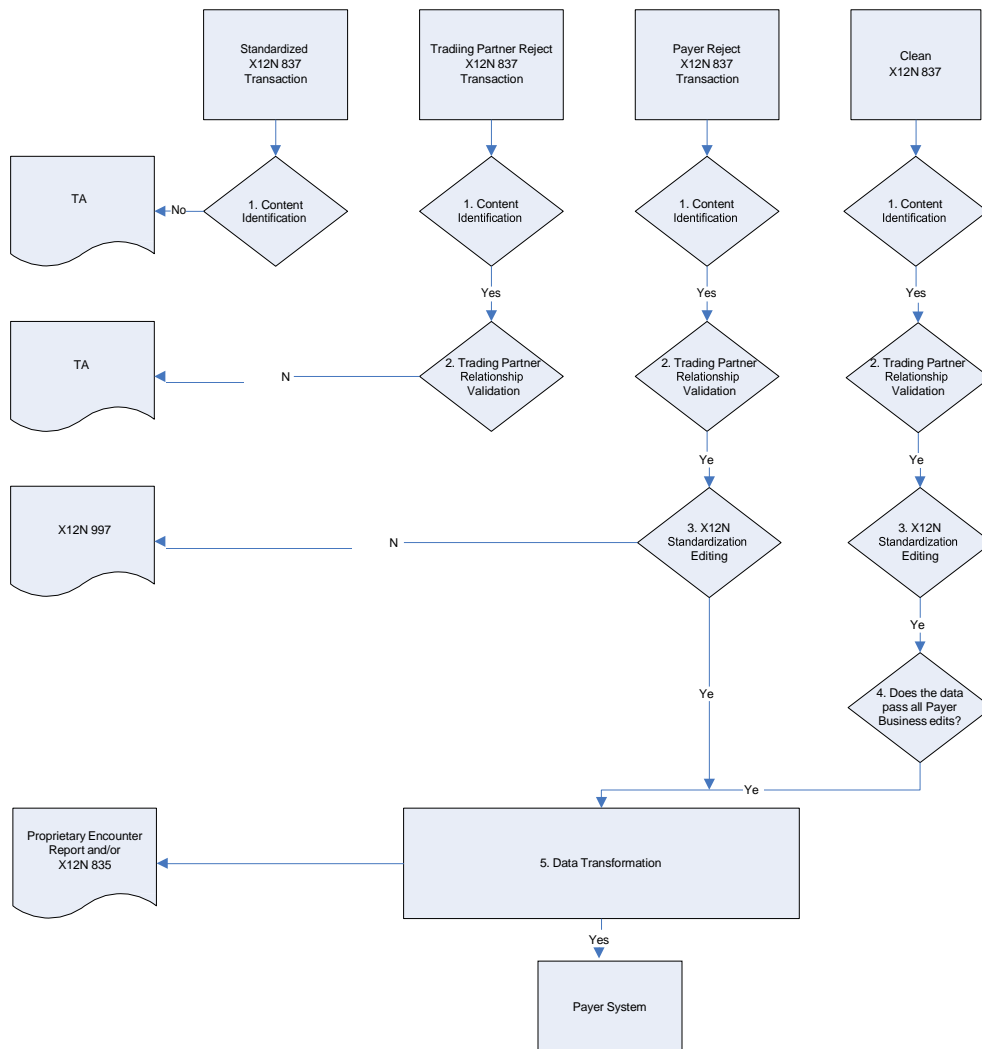 Standardized
X12N 837
Transaction
Tradiing Partner Reject
X12N 837
Transaction
Payer Reject
X12N 837
Transaction
Clean
X12N 837
TA
No
1. Content
Identification
1. Content
Identification
1. Content
Identification
1. Content
Identification
Yes
Yes
Yes
TA
N
2. Trading Partner
Relationship
Validation
2. Trading Partner
Relationship
Validation
2. Trading Partner
Relationship
Validation
Ye
Ye
X12N 997
N
3. X12N
Standardization
Editing
3. X12N
Standardization
Editing
Ye
Ye
4. Does the data
pass all Payer
Business edits?
Ye
Proprietary Encounter
Report and/or
X12N 835
5. Data Transformation
Yes
Payer System